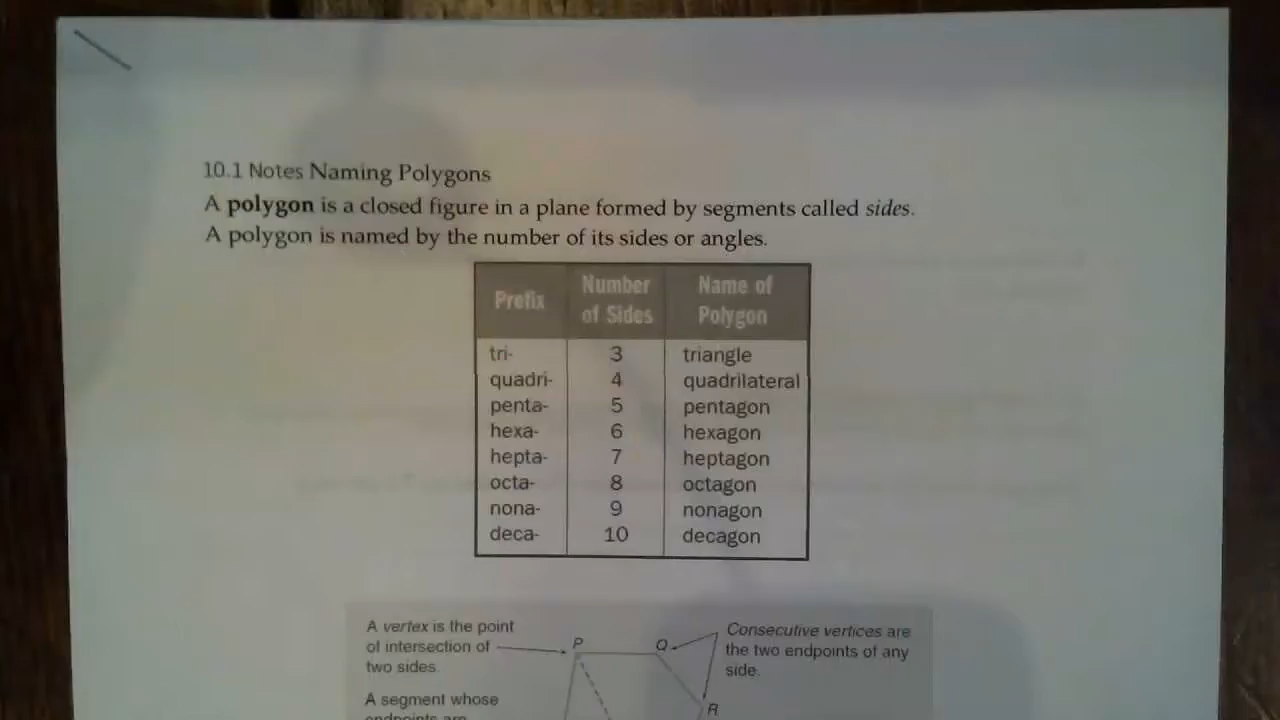 10.1 Notes Naming Polygons
A polygon is a closed figure in a plane formed by segments called sides.
A polygon is named by the number of its sides or angles.
Prefix Number of Sides Name of Polygon
tri- 3 triangle
quadri- 4 quadrilateral
penta- 5 pentagon
hexa- 6 hexagon
hepta- 7 heptagon
octa- 8 octagon
nona- 9 nonagon
deca- 10 decagon
A vertex is the point
of intersection of
two sides.
A segment whose
endpoints are
P
Q
R
Consecutive vertices are
the two endpoints of any
side.